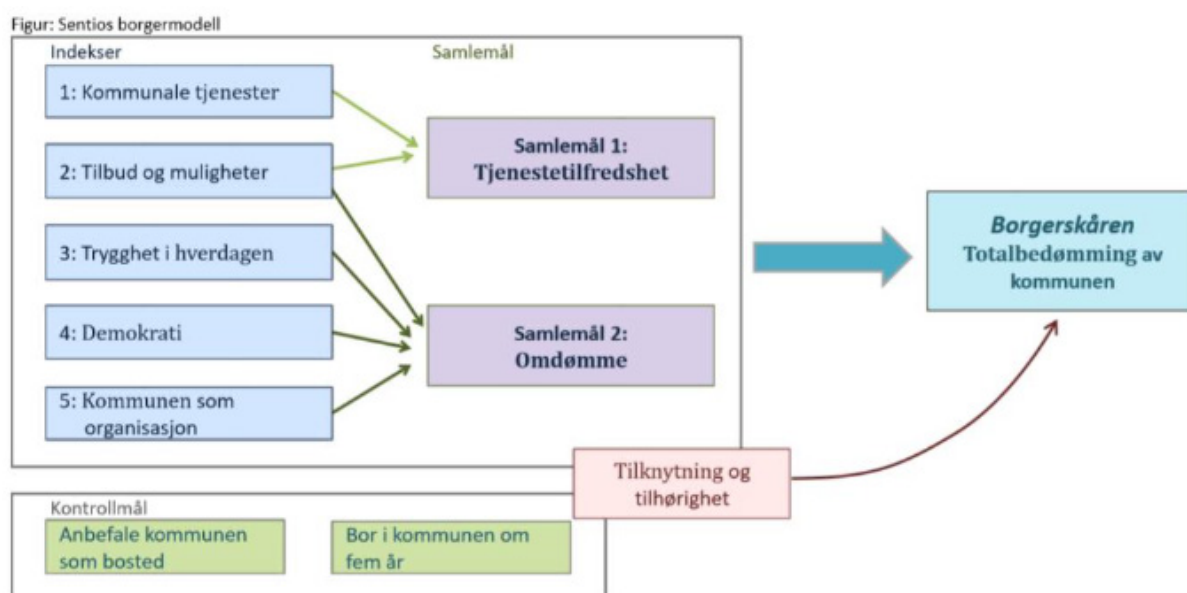 Figur: Sentios borgermodell
Indekser
Samlemål
1: Kommunale tjenester
2: Tilbud og muligheter
3: Trygghet i hverdagen
4: Demokrati
5: Kommunen som
organisasjon
Samlemål 1:
Tjenestetilfredshet
Samlemål 2:
Omdømme
Borgerskåren
Totalbedømming av
kommunen
Tilknytning og
tilhørighet
Kontrollmål
Anbefale kommunen
som bosted
Bor i kommunen om
fem år